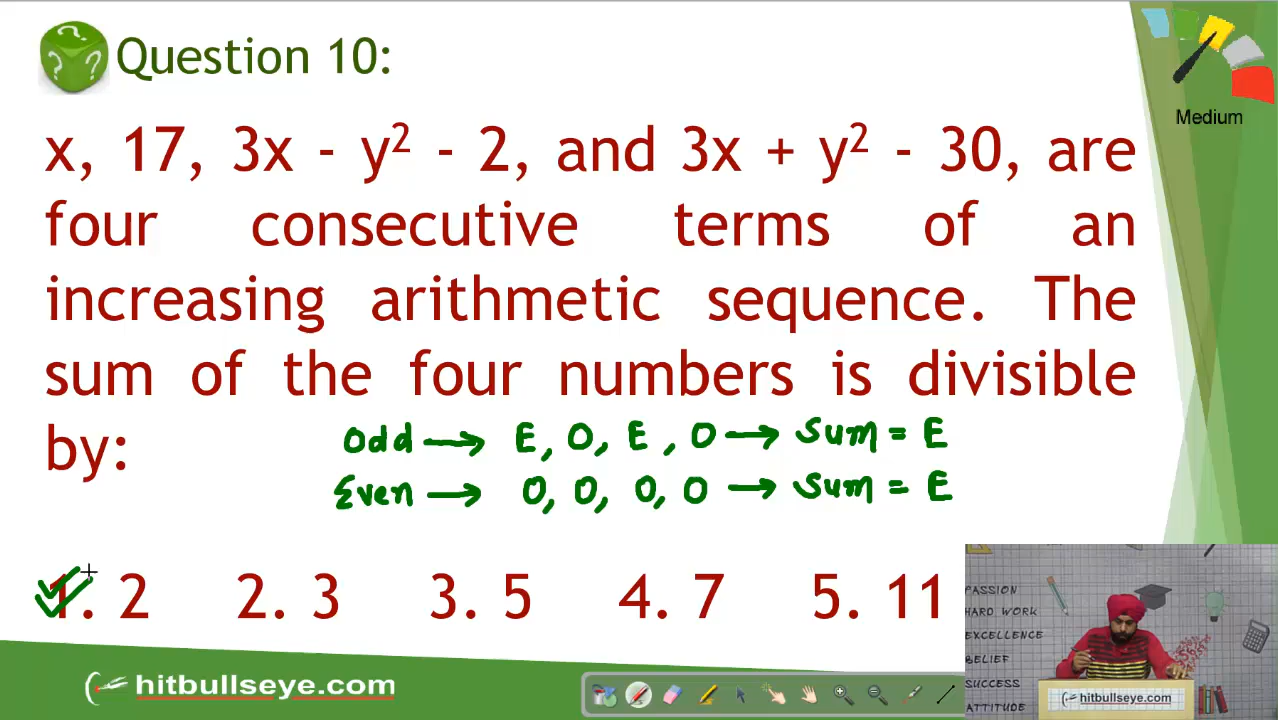 Question 10:
Medium
x, 17, 3x - y² - 2, and 3x + y² - 30, are
four consecutive terms of an
increasing arithmetic sequence. The
sum of the four numbers is divisible
by:
Odd → E, O, E, O → Sum = E
Even → O, O, O, O → Sum = E
1. 2 2. 3 3. 5 4. 7 5. 11
PASSION
HARD WORK
EXCELLENCE
BELIEF
SUCCESS
ATTITUDE
hitbullseye.com
hitbullseye.com